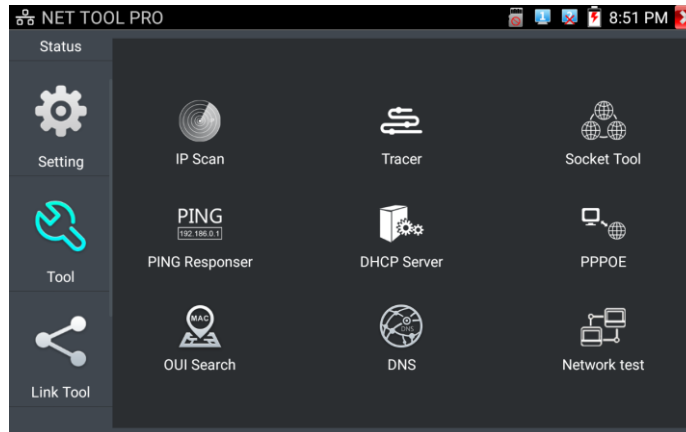 NET TOOL PRO
8:51 PM
Status
Setting
Tool
Link Tool
IP Scan
Tracer
Socket Tool
PING
192.186.0.1
PING Responser
DHCP Server
PPPOE
MAC
OUI Search
DNS
DNS
Network test